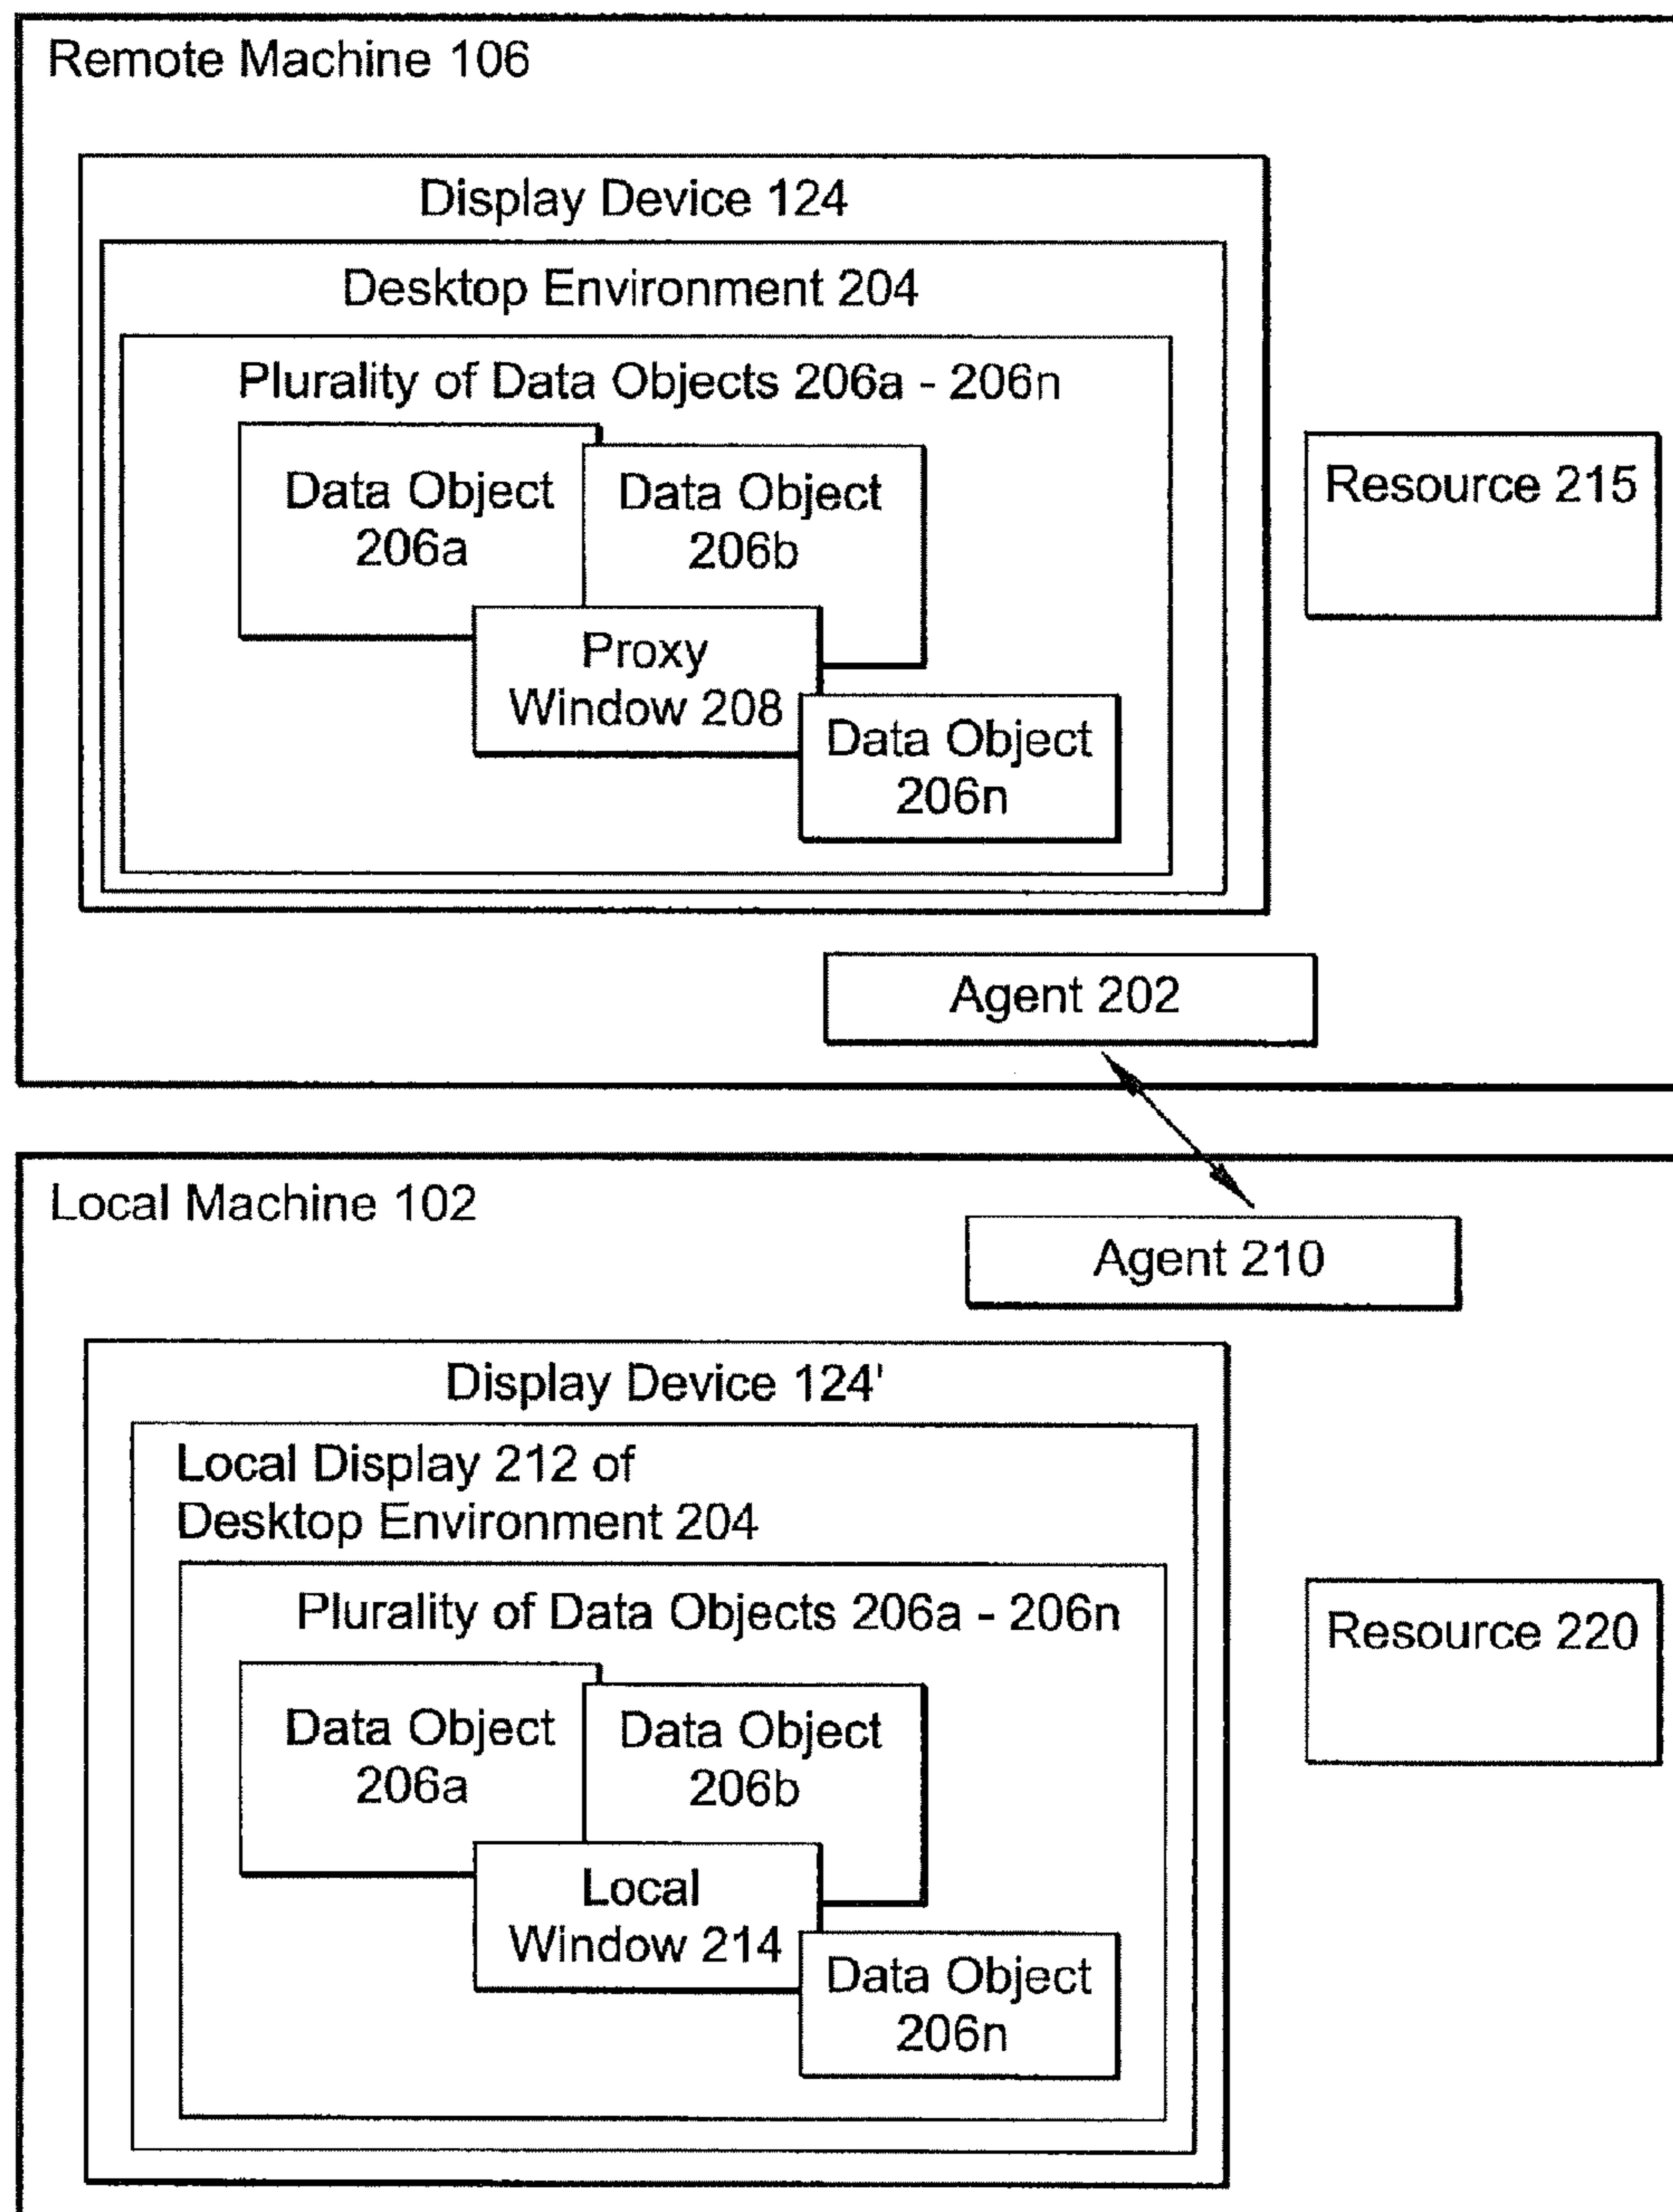 Remote Machine 106
Display Device 124
Desktop Environment 204
Plurality of Data Objects 206a - 206n
Data Object
206a
Data Object
206b
Proxy
Window 208
Data Object
206n
Resource 215
Agent 202
Local Machine 102
Agent 210
Display Device 124'
Local Display 212 of
Desktop Environment 204
Plurality of Data Objects 206a - 206n
Data Object
206a
Data Object
206b
Local
Window 214
Data Object
206n
Resource 220